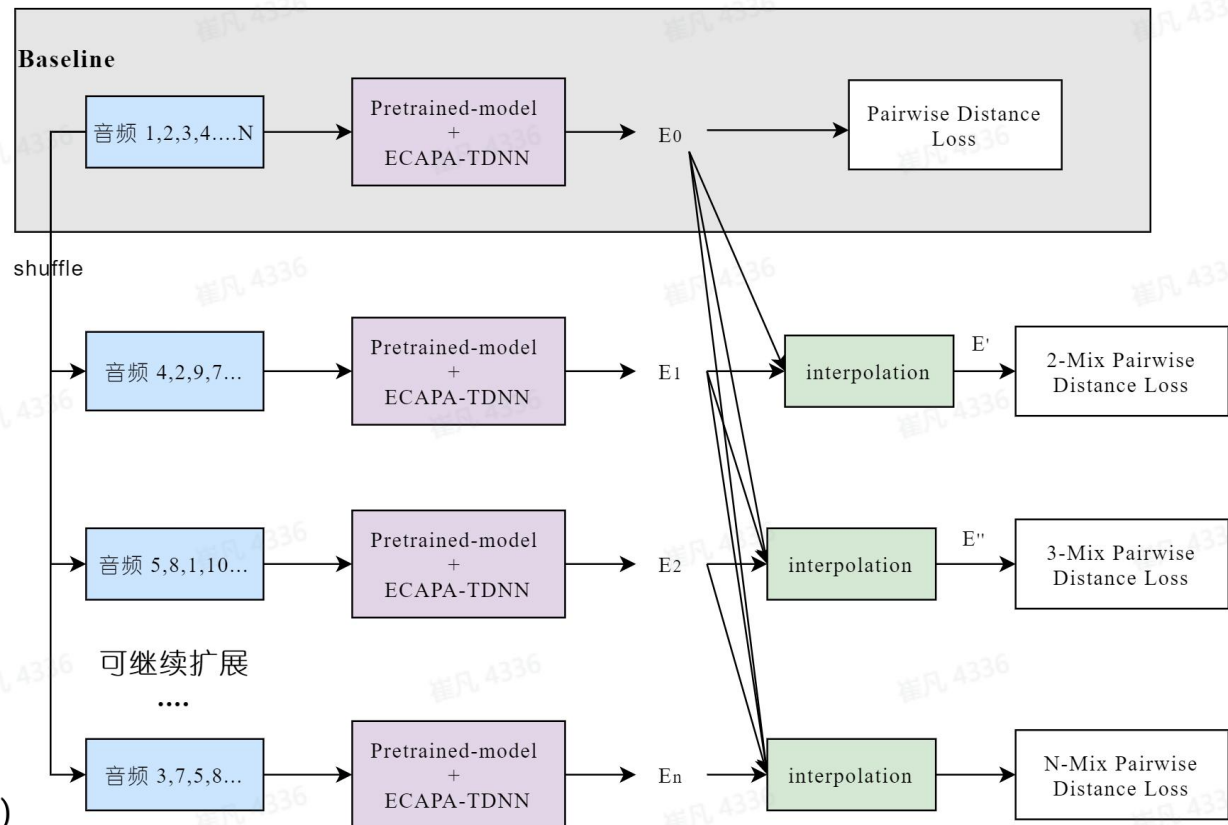 Baseline
音频 1,2,3,4....N
Pretrained-model
+
ECAPA-TDNN
E0
Pairwise Distance
Loss
shuffle
音频 4,2,9,7...
Pretrained-model
+
ECAPA-TDNN
E1
interpolation
E'
2-Mix Pairwise
Distance Loss
音频 5,8,1,10...
Pretrained-model
+
ECAPA-TDNN
E2
interpolation
E''
3-Mix Pairwise
Distance Loss
可继续扩展
....
音频 3,7,5,8...
Pretrained-model
+
ECAPA-TDNN
En
interpolation
N-Mix Pairwise
Distance Loss
)
崔凡 4336